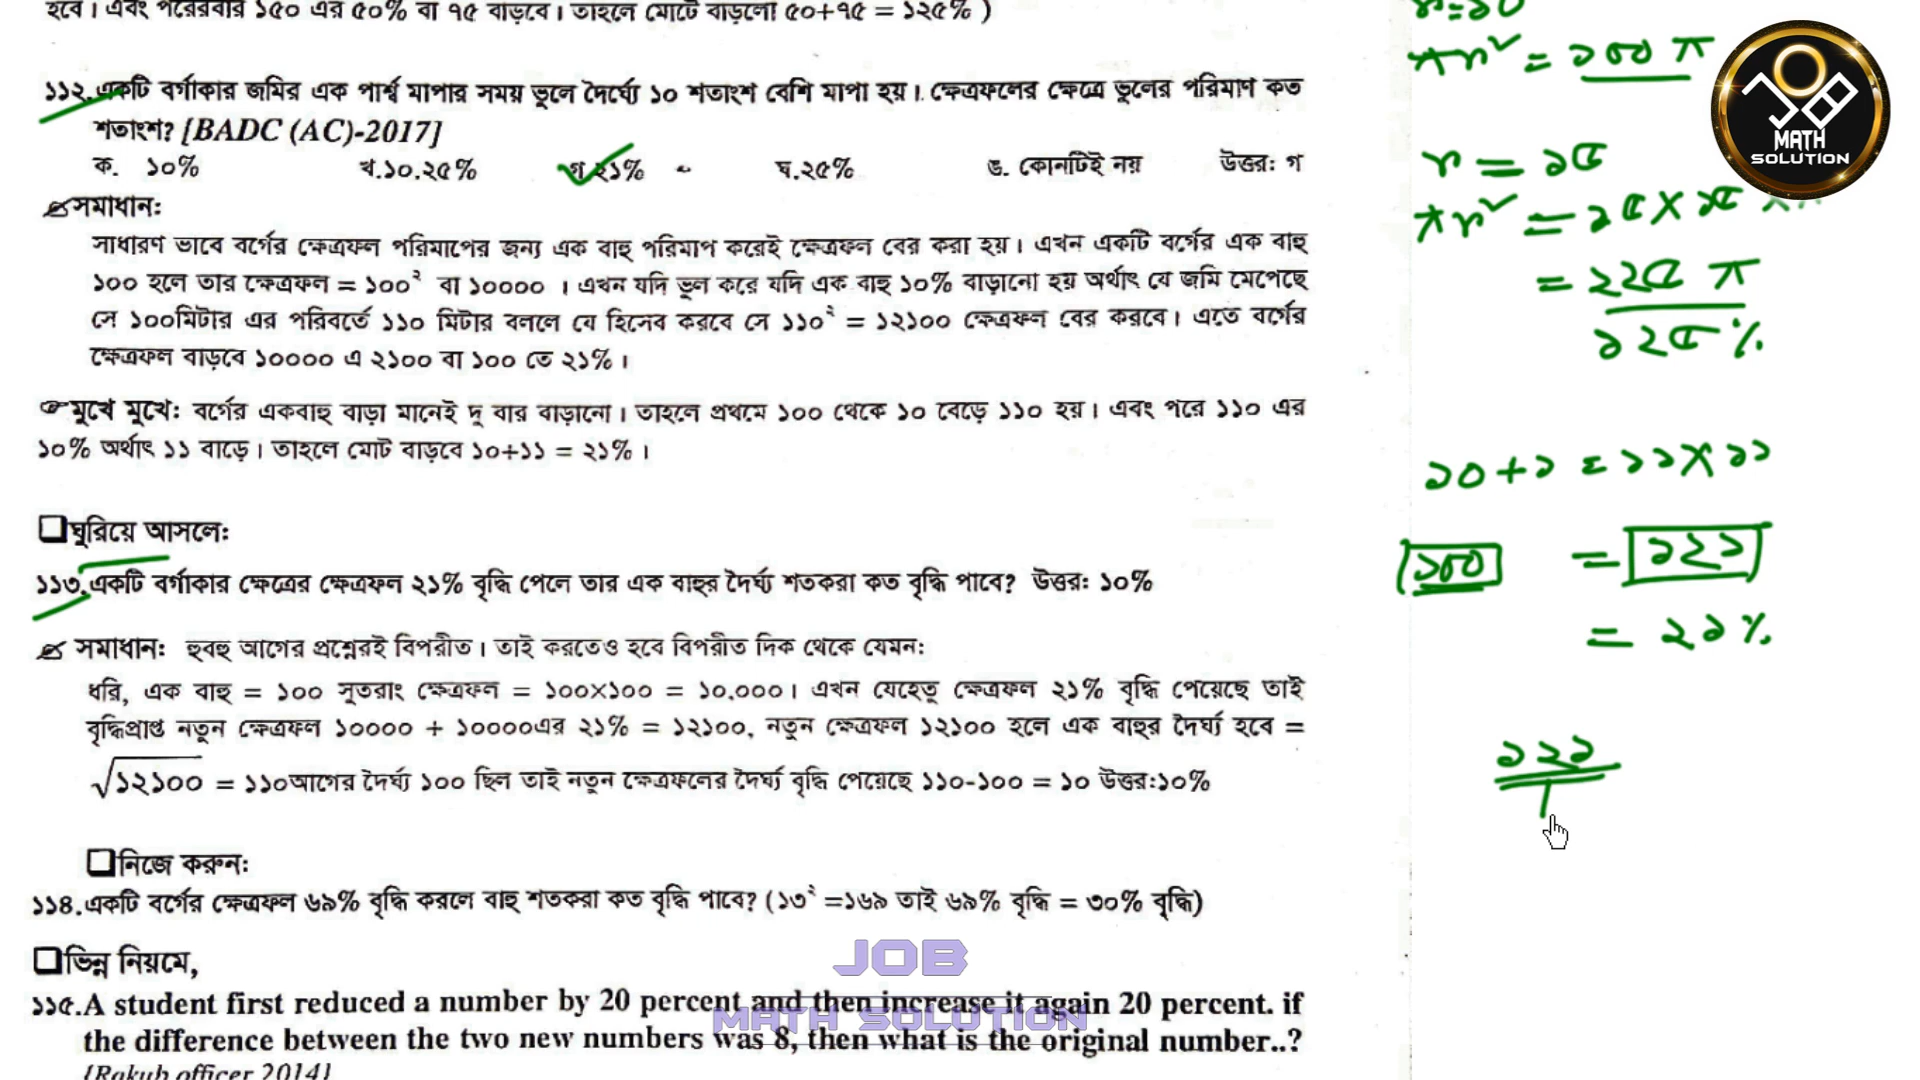 হবে। এবং পরেরবার ১৫০ এর ৫০% বা ৭৫ বাড়বে। তাহলে মোটে বাড়লো ৫০+৭৫ = ১২৫% )
১১২.একটি বর্গাকার জমির এক পার্শ্ব মাপার সময় ভুলে দৈর্ঘ্যে ১০ শতাংশ বেশি মাপা হয়। ক্ষেত্রফলের ক্ষেত্রে ভুলের পরিমাণ কত
শতাংশ? [BADC (AC)-2017]
ক. ১০% খ.১০.২৫% গ ২১% ঘ.২৫% ঙ. কোনটিই নয় উত্তর: গ
সমাধান:
সাধারণ ভাবে বর্গের ক্ষেত্রফল পরিমাপের জন্য এক বাহু পরিমাপ করেই ক্ষেত্রফল বের করা হয়। এখন একটি বর্গের এক বাহু
১০০ হলে তার ক্ষেত্রফল = ১০০² বা ১০০০০ । এখন যদি ভুল করে যদি এক বাহু ১০% বাড়ানো হয় অর্থাৎ যে জমি মেপেছে
সে ১০০মিটার এর পরিবর্তে ১১০ মিটার বললে যে হিসেব করবে সে ১১০² = ১২১০০ ক্ষেত্রফল বের করবে। এতে বর্গের
ক্ষেত্রফল বাড়বে ১০০০০ এ ২১০০ বা ১০০ তে ২১%।
মুখে মুখে: বর্গের একবাহু বাড়া মানেই দু বার বাড়ানো। তাহলে প্রথমে ১০০ থেকে ১০ বেড়ে ১১০ হয়। এবং পরে ১১০ এর
১০% অর্থাৎ ১১ বাড়ে। তাহলে মোট বাড়বে ১০+১১ = ২১%।
ঘুরিয়ে আসলে:
১১৩.একটি বর্গাকার ক্ষেত্রের ক্ষেত্রফল ২১% বৃদ্ধি পেলে তার এক বাহুর দৈর্ঘ্য শতকরা কত বৃদ্ধি পাবে? উত্তর: ১০%
সমাধান: হুবহু আগের প্রশ্নেরই বিপরীত। তাই করতেও হবে বিপরীত দিক থেকে যেমন:
ধরি, এক বাহু = ১০০ সুতরাং ক্ষেত্রফল = ১০০×১০০ = ১০,০০০। এখন যেহেতু ক্ষেত্রফল ২১% বৃদ্ধি পেয়েছে তাই
বৃদ্ধিপ্রাপ্ত নতুন ক্ষেত্রফল ১০০০০ + ১০০০০এর ২১% = ১২১০০, নতুন ক্ষেত্রফল ১২১০০ হলে এক বাহুর দৈর্ঘ্য হবে =
√১২১০০ = ১১০আগের দৈর্ঘ্য ১০০ ছিল তাই নতুন ক্ষেত্রফলের দৈর্ঘ্য বৃদ্ধি পেয়েছে ১১০-১০০ = ১০ উত্তর:১০%
নিজে করুন:
১১৪.একটি বর্গের ক্ষেত্রফল ৬৯% বৃদ্ধি করলে বাহু শতকরা কত বৃদ্ধি পাবে? (১৩² =১৬৯ তাই ৬৯% বৃদ্ধি = ৩০% বৃদ্ধি)
ভিন্ন নিয়মে,
১১৫.A student first reduced a number by 20 percent and then increase it again 20 percent. if
the difference between the two new numbers was 8, then what is the original number..?
[Rakub officer 2014]
JOB
MATH SOLUTION
r=১০
πr² = ১০০ π
r = ১৫
πr² = ১৫ X ১৫ X π
= ২২৫ π
১২৫%
১০+১ = ১১X১১
১০০ = ১২১
= ২১%
১২১
MATH
SOLUTION